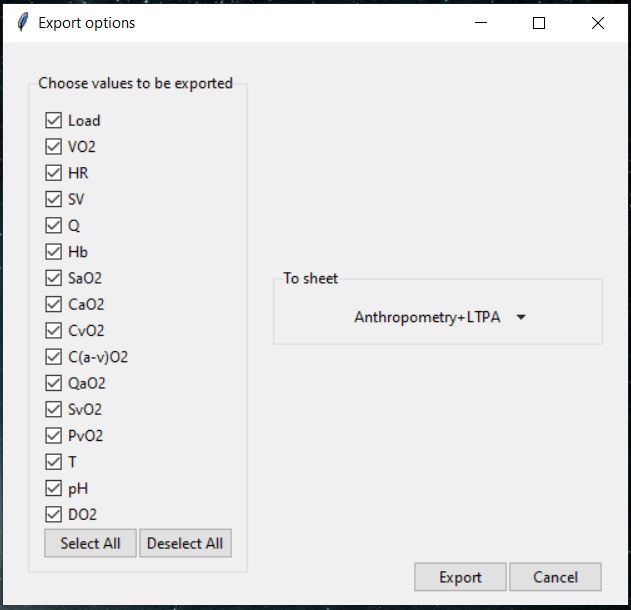 Export options
Choose values to be exported
Load
VO2
HR
SV
Q
Hb
SaO2
CaO2
CvO2
C(a-v)O2
QaO2
SvO2
PvO2
T
pH
DO2
Select All Deselect All
To sheet
Anthropometry+LTPA
Export Cancel